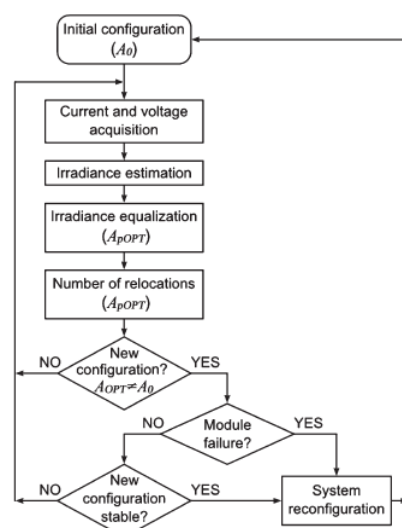 Initial configuration
(A0)
Current and voltage
acquisition
Irradiance estimation
Irradiance equalization
(ApOPT)
Number of relocations
(ApOPT)
NO
New
configuration?
AOPT≠A0
YES
NO
Module
failure?
YES
NO
New
configuration
stable?
YES
System
reconfiguration